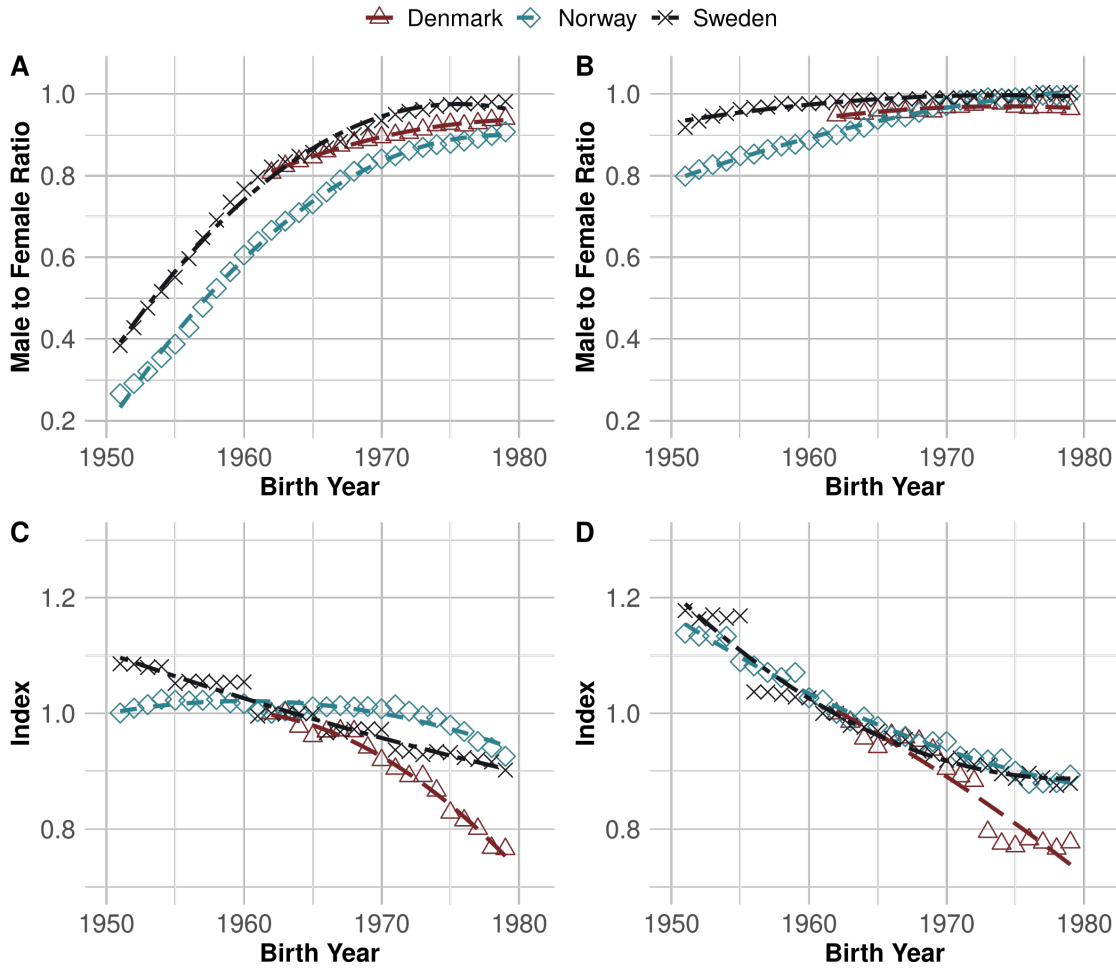 Denmark Norway Sweden
A
Male to Female Ratio
1.0
0.8
0.6
0.4
0.2
1950 1960 1970 1980
Birth Year
B
Male to Female Ratio
1.0
0.8
0.6
0.4
0.2
1950 1960 1970 1980
Birth Year
C
Index
1.2
1.0
0.8
1950 1960 1970 1980
Birth Year
D
Index
1.2
1.0
0.8
1950 1960 1970 1980
Birth Year